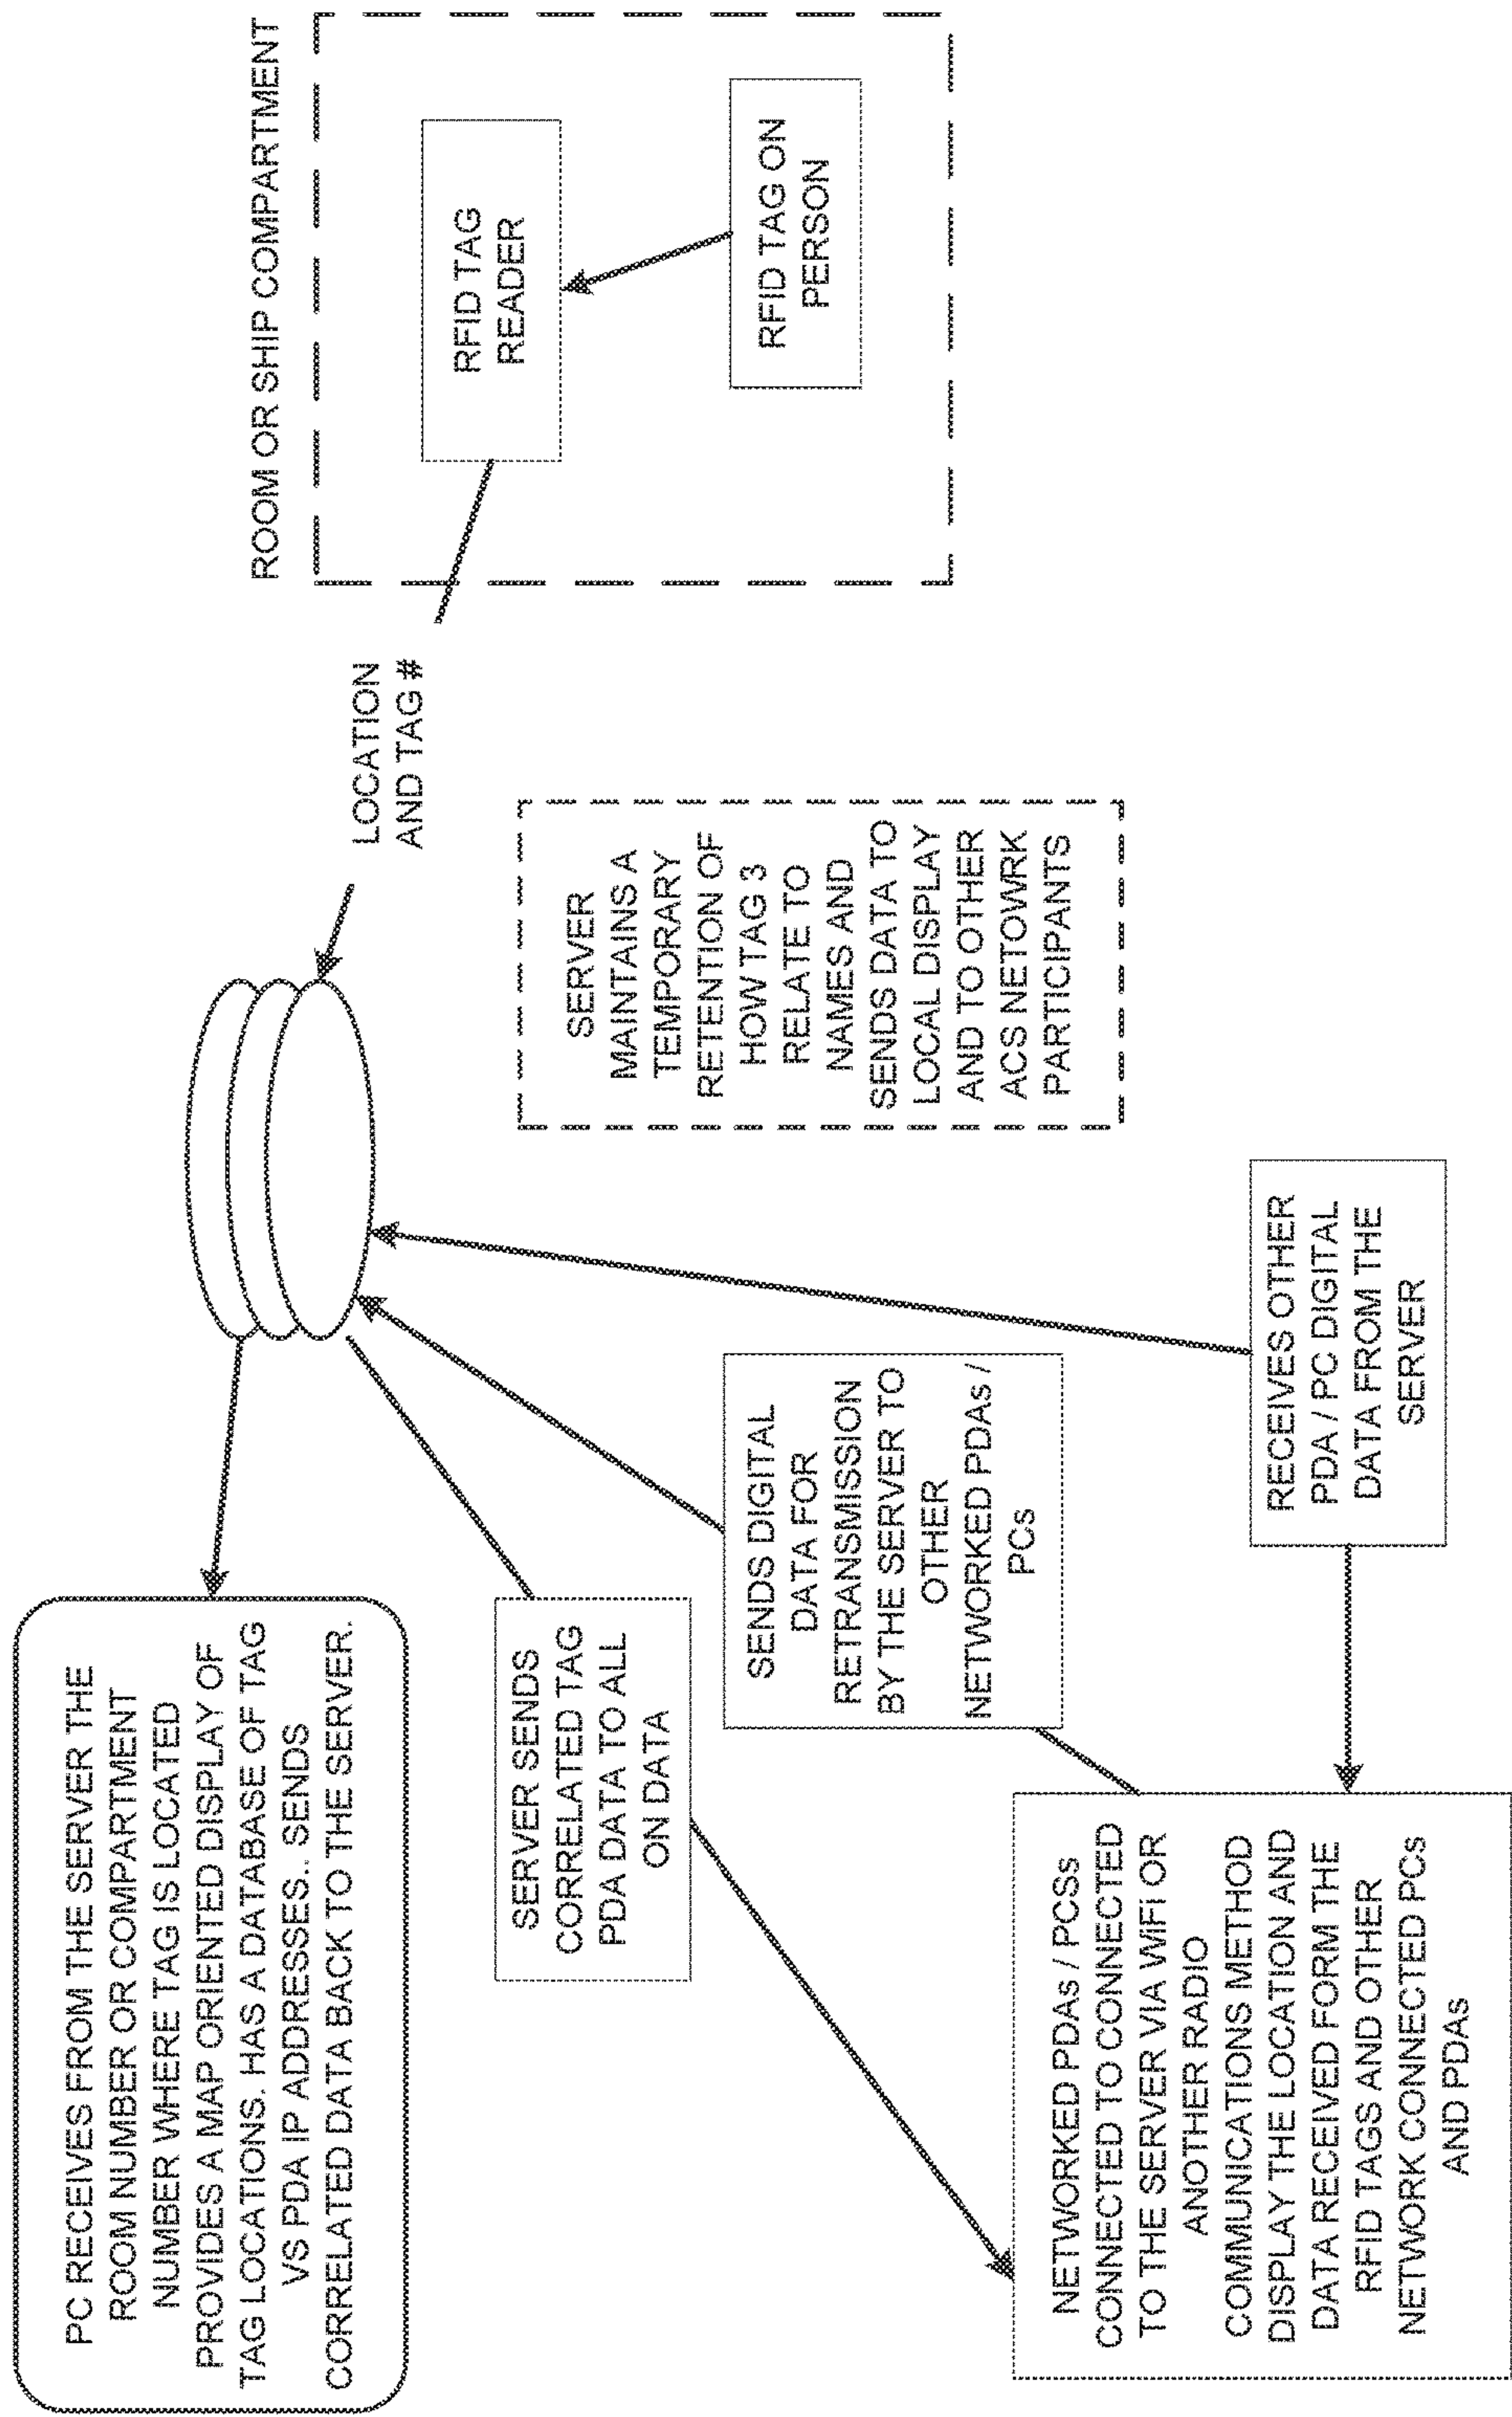 PC RECEIVES FROM THE SERVER THE
ROOM NUMBER OR COMPARTMENT
NUMBER WHERE TAG IS LOCATED
PROVIDES A MAP ORIENTED DISPLAY OF
TAG LOCATIONS. HAS A DATABASE OF TAG
VS PDA IP ADDRESSES.. SENDS
CORRELATED DATA BACK TO THE SERVER.
ROOM OR SHIP COMPARTMENT
RFID TAG
READER
RFID TAG ON
PERSON
LOCATION
AND TAG #
SERVER
MAINTAINS A
TEMPORARY
RETENTION OF
HOW TAG 3
RELATE TO
NAMES AND
SENDS DATA TO
LOCAL DISPLAY
AND TO OTHER
ACS NETOWRK
PARTICIPANTS
SERVER SENDS
CORRELATED TAG
PDA DATA TO ALL
ON DATA
SENDS DIGITAL
DATA FOR
RETRANSMISSION
BY THE SERVER TO
OTHER
NETWORKED PDAs /
PCs
RECEIVES OTHER
PDA / PC DIGITAL
DATA FROM THE
SERVER
NETWORKED PDAs / PCSs
CONNECTED TO CONNECTED
TO THE SERVER VIA WiFi OR
ANOTHER RADIO
COMMUNICATIONS METHOD
DISPLAY THE LOCATION AND
DATA RECEIVED FORM THE
RFID TAGS AND OTHER
NETWORK CONNECTED PCs
AND PDAs